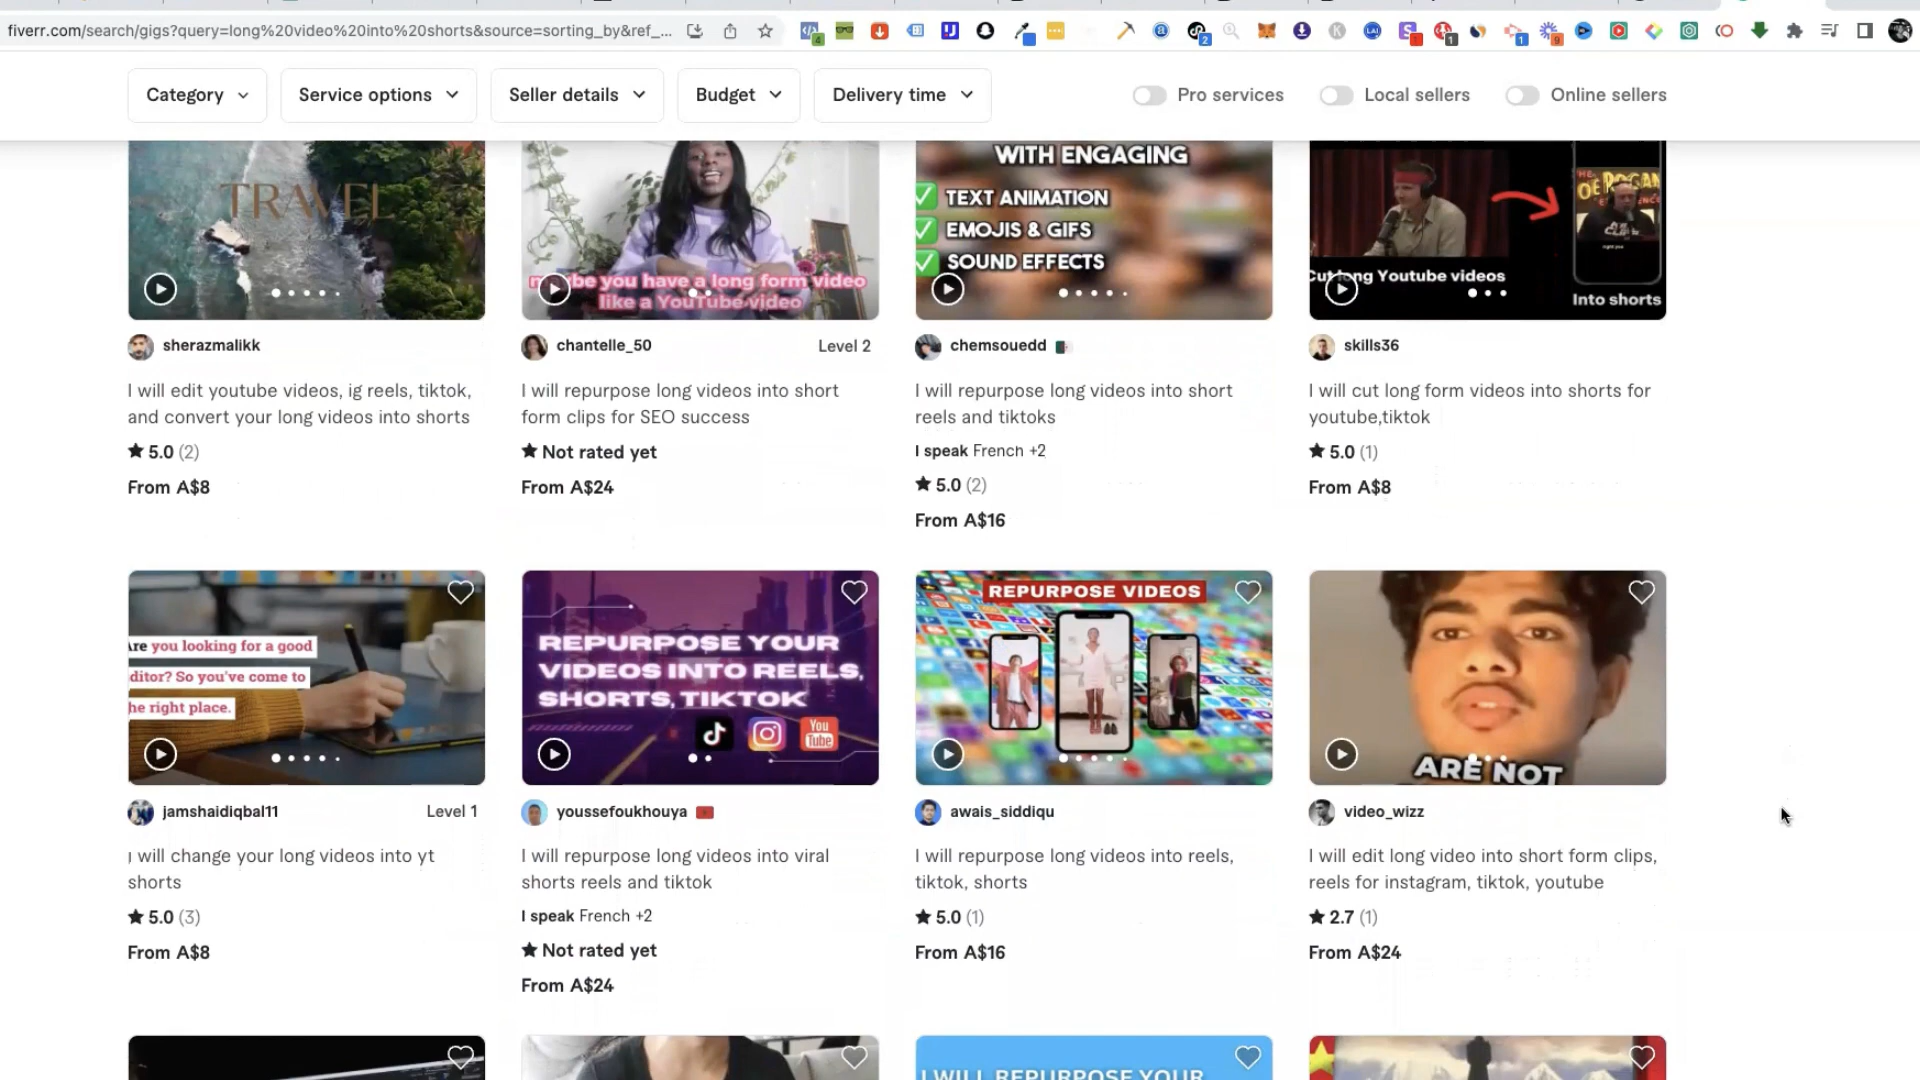 fiverr.com/search/gigs?query=long%20video%20into%20shorts&source=sorting_by&ref_...
Category
Service options
Seller details
Budget
Delivery time
Pro services
Local sellers
Online sellers
TRAVEL
be you have a long form video
like a YouTube video
WITH ENGAGING
TEXT ANIMATION
EMOJIS & GIFS
SOUND EFFECTS
Cut long Youtube videos
Into shorts
sherazmalikk
chantelle_50
Level 2
chemsouedd
skills36
I will edit youtube videos, ig reels, tiktok,
and convert your long videos into shorts
I will repurpose long videos into short
form clips for SEO success
I will repurpose long videos into short
reels and tiktoks
I will cut long form videos into shorts for
youtube,tiktok
5.0 (2)
Not rated yet
I speak French +2
5.0 (1)
From A$8
From A$24
5.0 (2)
From A$8
From A$16
Are you looking for a good
ditor? So you've come to
he right place.
REPURPOSE YOUR
VIDEOS INTO REELS,
SHORTS, TIKTOK
You
Tube
REPURPOSE VIDEOS
ARE NOT
jamshaidiqbal11
Level 1
youssefoukhouya
awais_siddiqu
video_wizz
I will change your long videos into yt
shorts
I will repurpose long videos into viral
shorts reels and tiktok
I will repurpose long videos into reels,
tiktok, shorts
I will edit long video into short form clips,
reels for instagram, tiktok, youtube
5.0 (3)
I speak French +2
5.0 (1)
2.7 (1)
From A$8
Not rated yet
From A$16
From A$24
From A$24
I WILL REPURPOSE YOUR